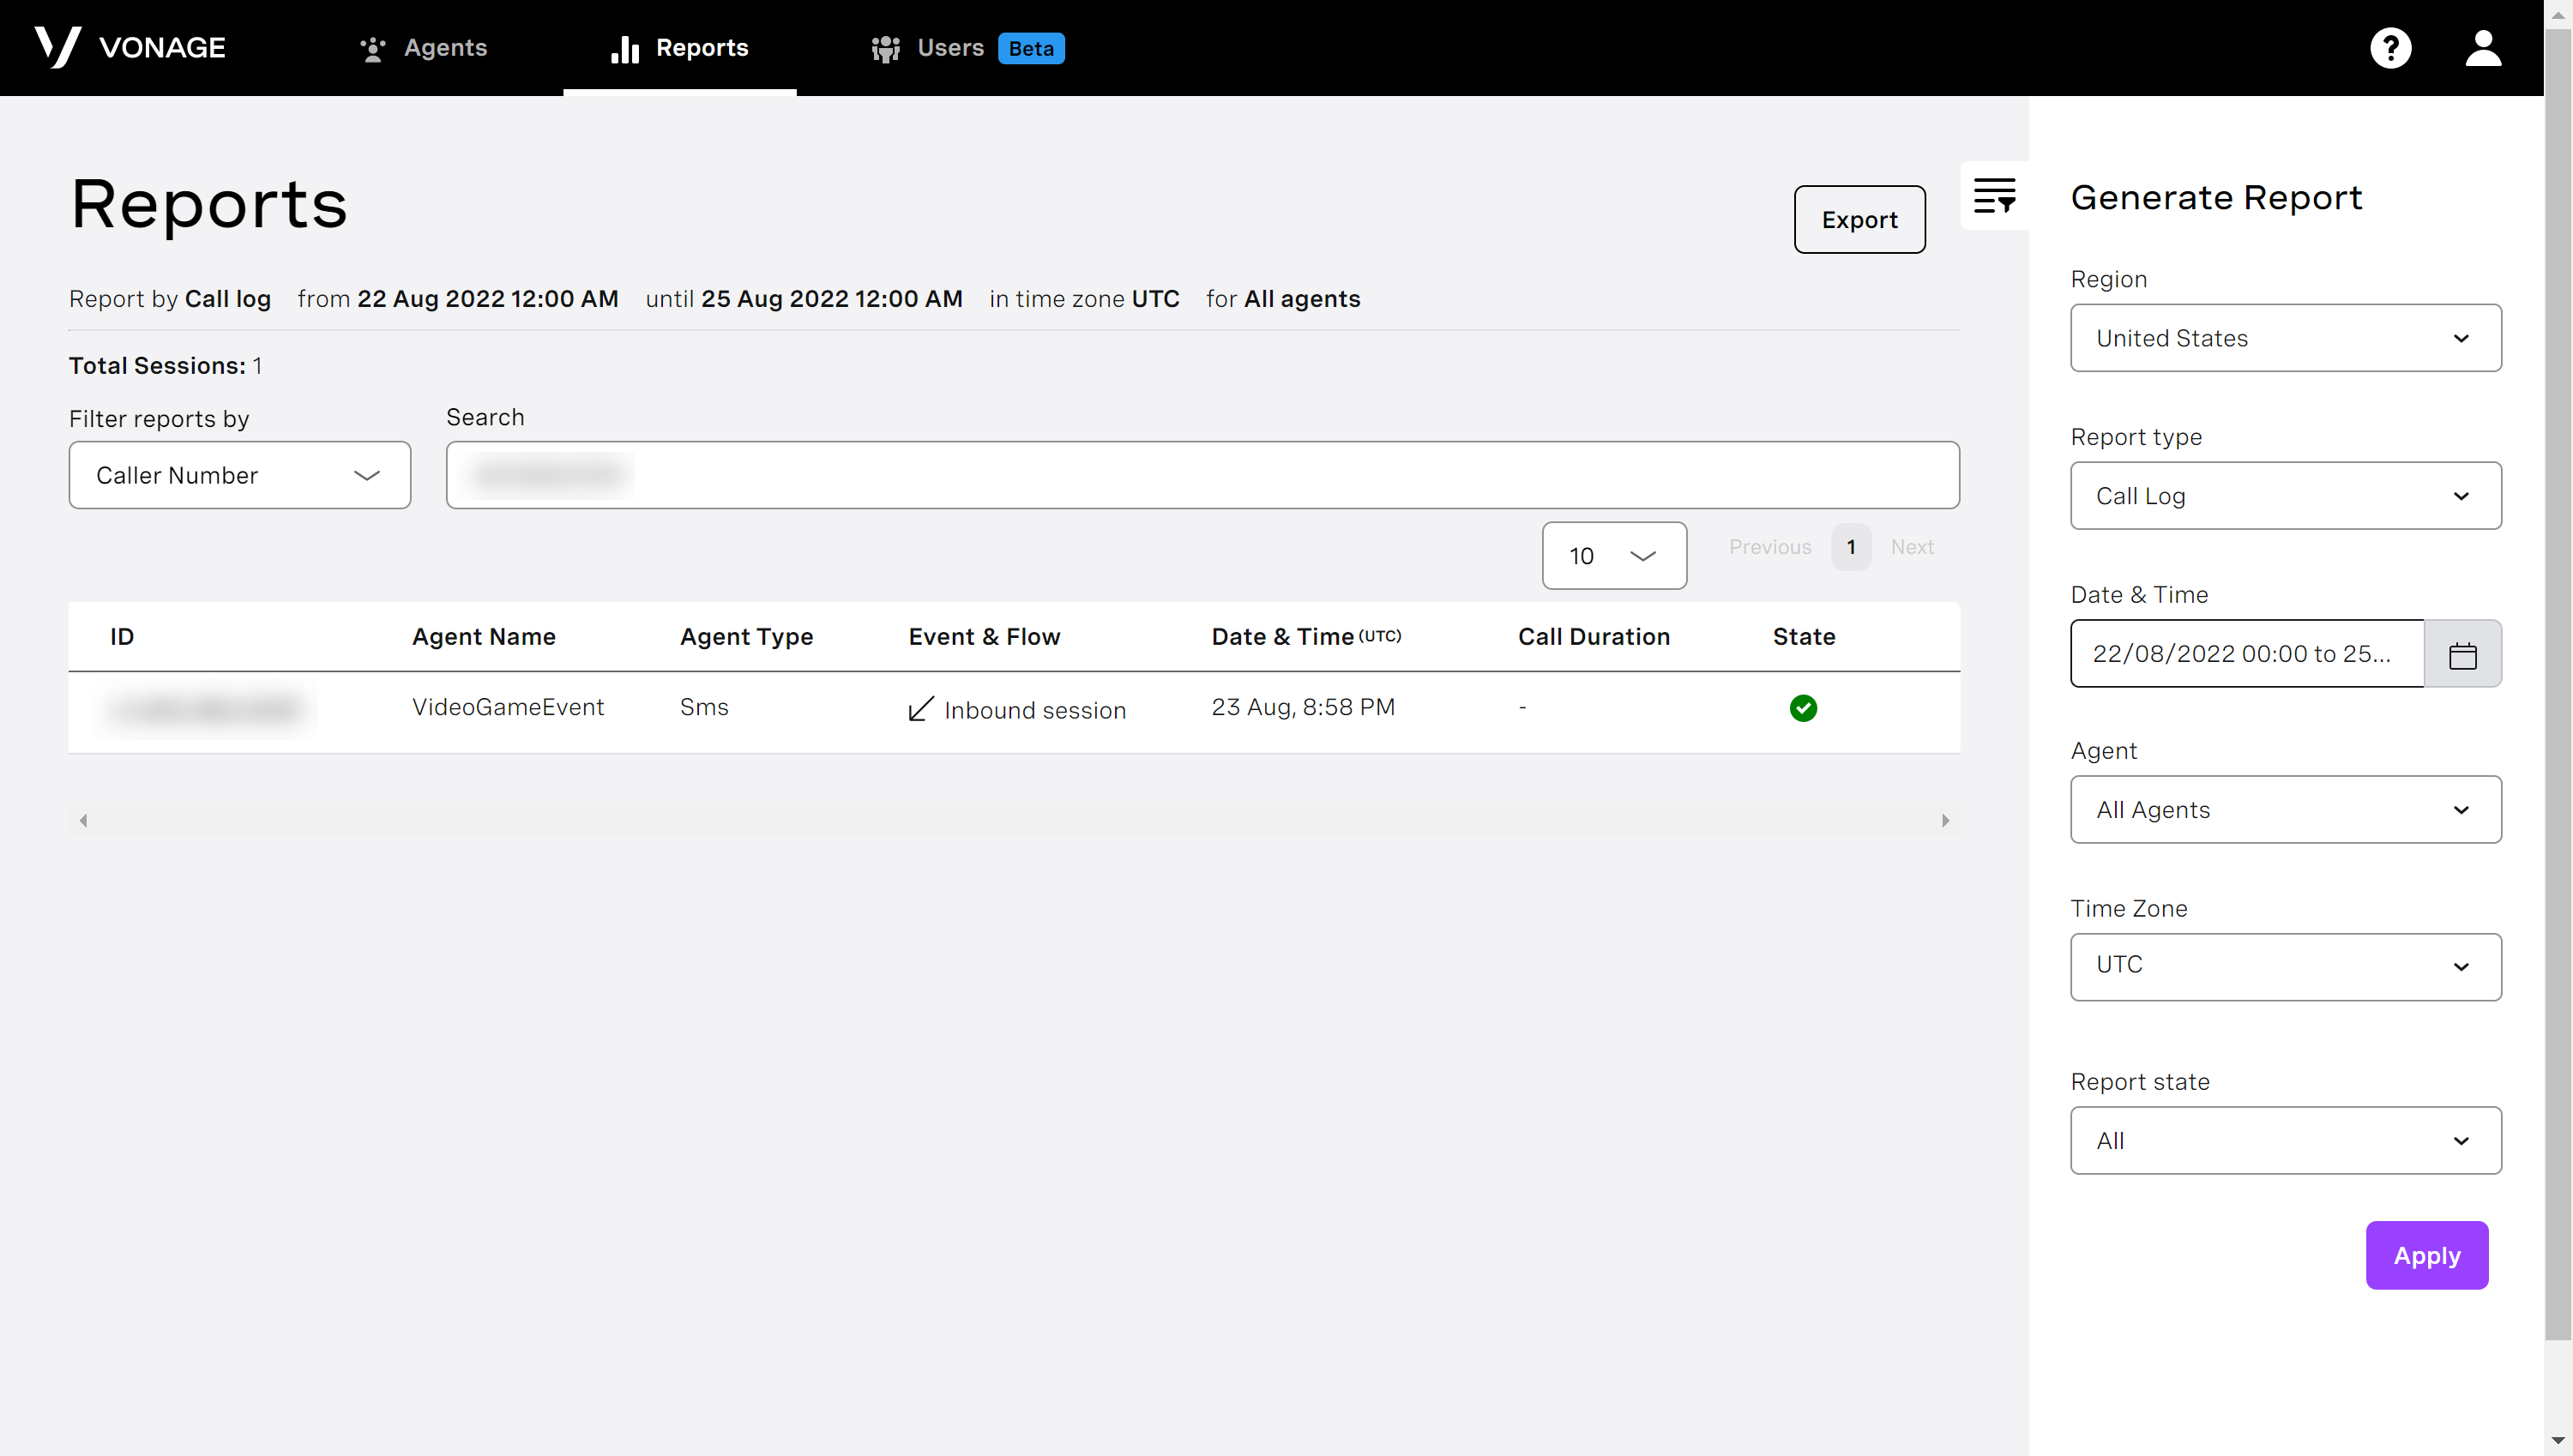 VONAGE
Agents
Reports
Users Beta
Reports
Export
Report by Call log from 22 Aug 2022 12:00 AM until 25 Aug 2022 12:00 AM in time zone UTC for All agents
Total Sessions: 1
Filter reports by
Search
Caller Number
10
Previous 1 Next
ID Agent Name Agent Type Event & Flow Date & Time (UTC) Call Duration State
VideoGameEvent Sms Inbound session 23 Aug, 8:58 PM -
Generate Report
Region
United States
Report type
Call Log
Date & Time
22/08/2022 00:00 to 25...
Agent
All Agents
Time Zone
UTC
Report state
All
Apply